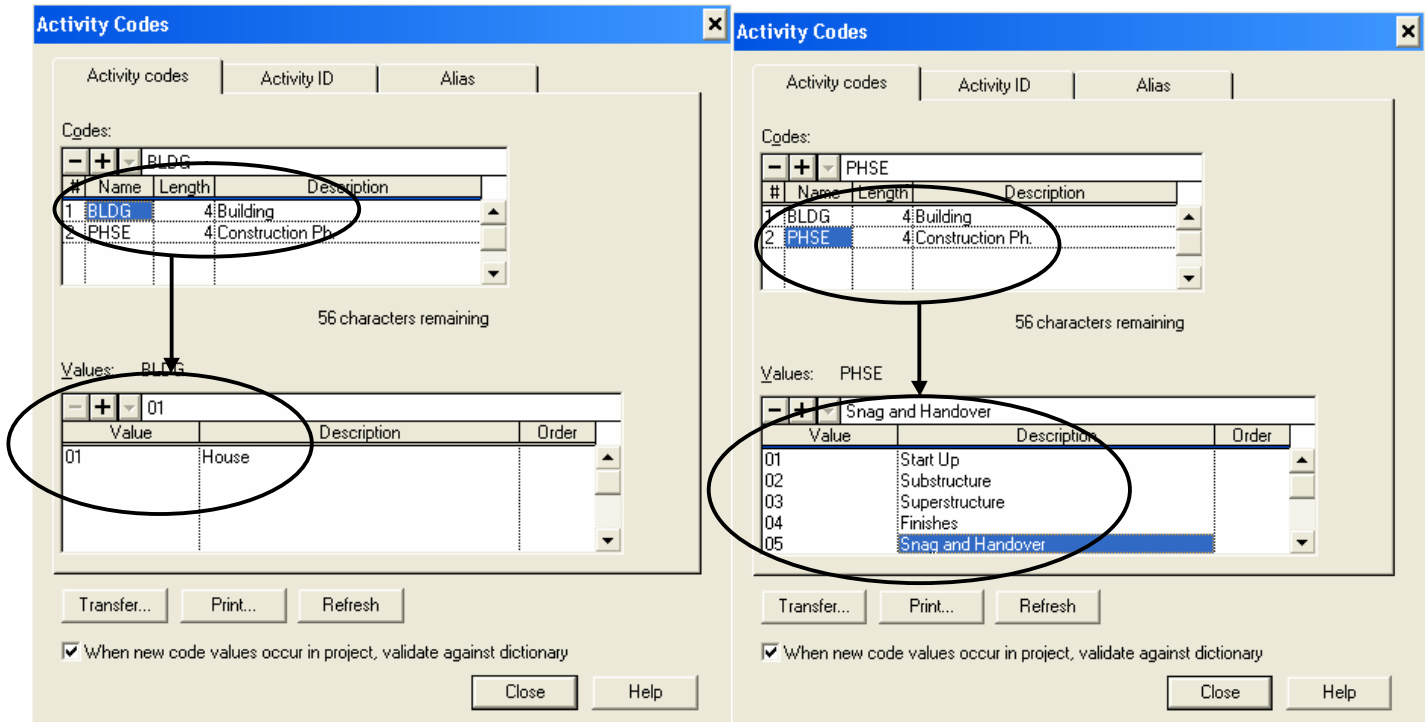 Activity Codes
Activity codes Activity ID Alias
Codes:
BLDG
# Name Length Description
1 BLDG 4 Building
2 PHSE 4 Construction Ph.
56 characters remaining
Values: BLDG
01
Value Description Order
01 House
Transfer... Print... Refresh
When new code values occur in project, validate against dictionary
Close Help
Activity Codes
Activity codes Activity ID Alias
Codes:
PHSE
# Name Length Description
1 BLDG 4 Building
2 PHSE 4 Construction Ph.
56 characters remaining
Values: PHSE
Snag and Handover
Value Description Order
01 Start Up
02 Substructure
03 Superstructure
04 Finishes
05 Snag and Handover
Transfer... Print... Refresh
When new code values occur in project, validate against dictionary
Close Help